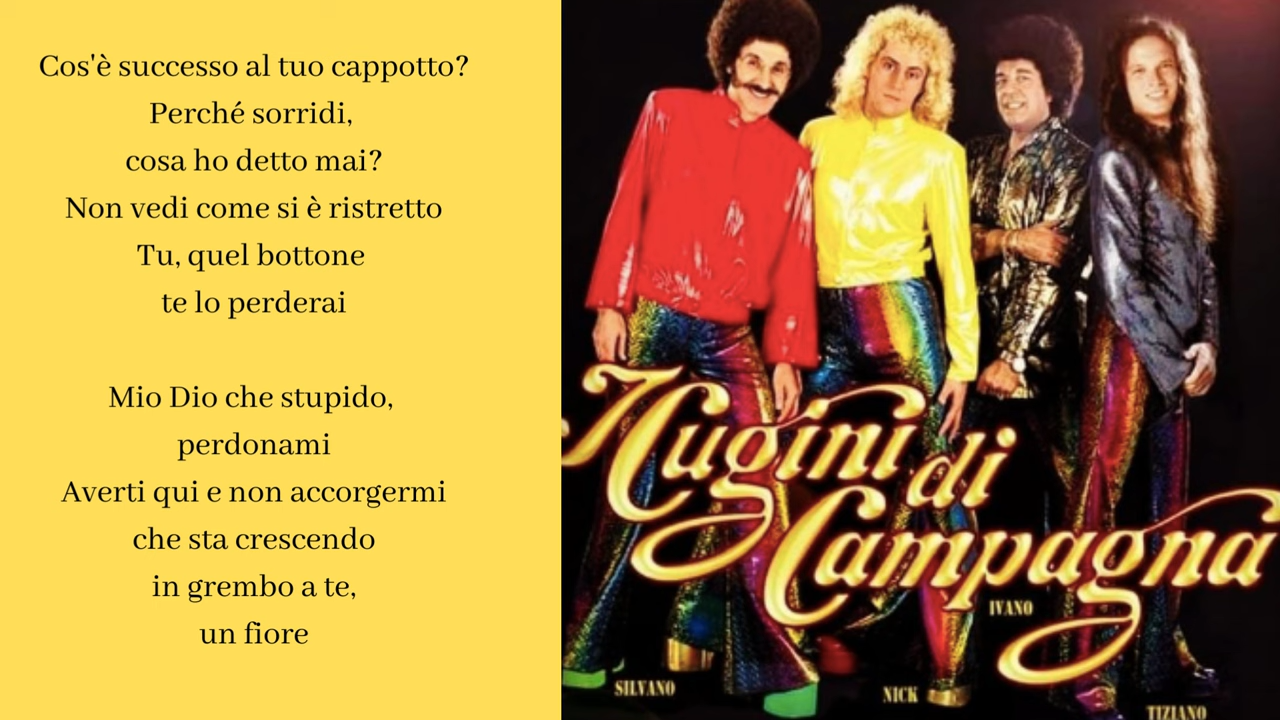 Cos'è successo al tuo cappotto?
Perché sorridi,
cosa ho detto mai?
Non vedi come si è ristretto
Tu, quel bottone
te lo perderai
Mio Dio che stupido,
perdonami
Averti qui e non accorgermi
che sta crescendo
in grembo a te,
un fiore
I Cugini di
Campagna
IVANO
SILVANO
NICK
TIZIANO